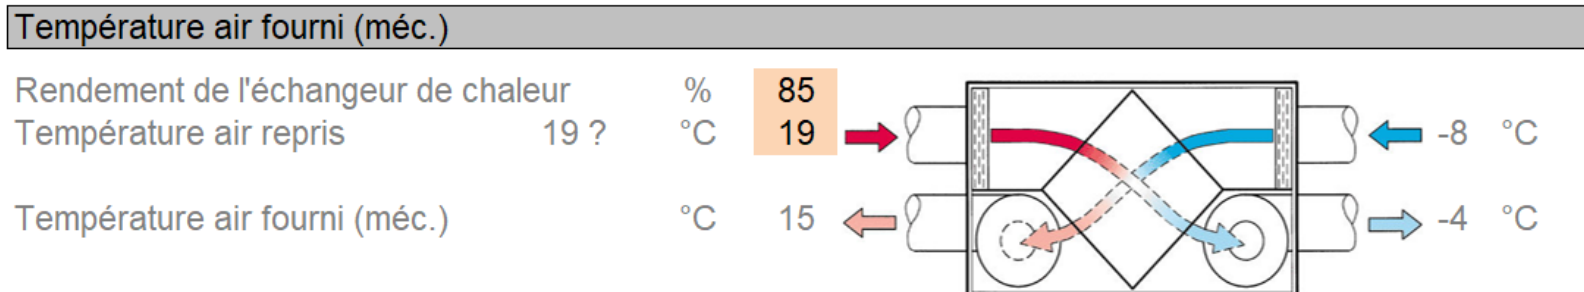 Température air fourni (méc.)
Rendement de l'échangeur de chaleur % 85
Température air repris 19 ? °C 19 -8 °C
Température air fourni (méc.) °C 15 -4 °C